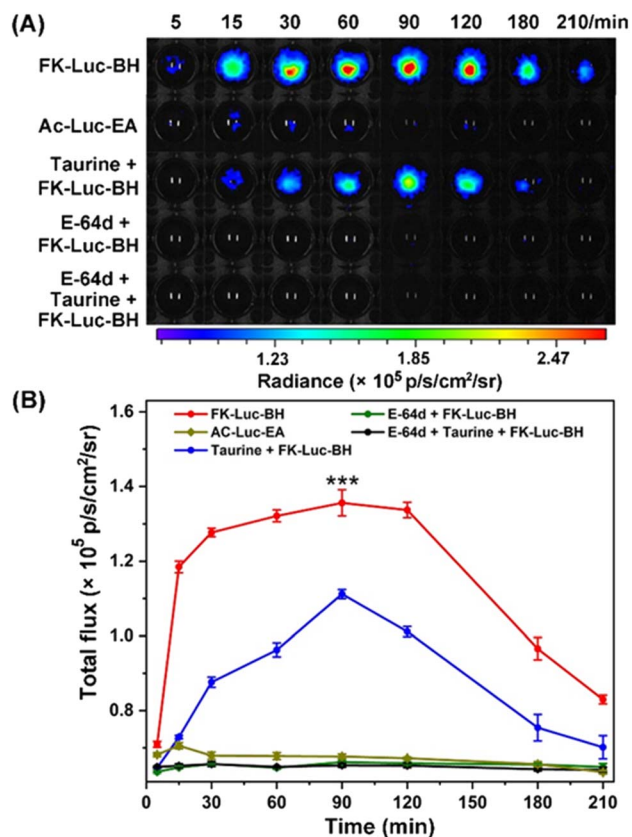 (A)
5 15 30 60 90 120 180 210/min
FK-Luc-BH
Ac-Luc-EA
Taurine +
FK-Luc-BH
E-64d +
FK-Luc-BH
E-64d +
Taurine +
FK-Luc-BH
1.23 1.85 2.47
Radiance (× 10⁵ p/s/cm²/sr)
(B)
Total flux (× 10⁵ p/s/cm²/sr)
1.6
1.4
1.2
1.0
0.8
FK-Luc-BH E-64d + FK-Luc-BH
AC-Luc-EA E-64d + Taurine + FK-Luc-BH
Taurine + FK-Luc-BH
***
0 30 60 90 120 150 180 210
Time (min)